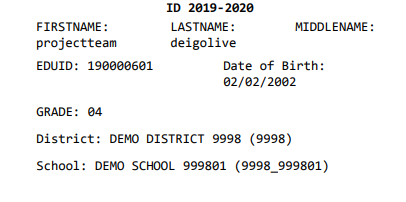 ID 2019-2020
FIRSTNAME: LASTNAME: MIDDLENAME:
projectteam deigolive
EDUID: 190000601 Date of Birth:
02/02/2002
GRADE: 04
District: DEMO DISTRICT 9998 (9998)
School: DEMO SCHOOL 999801 (9998_999801)